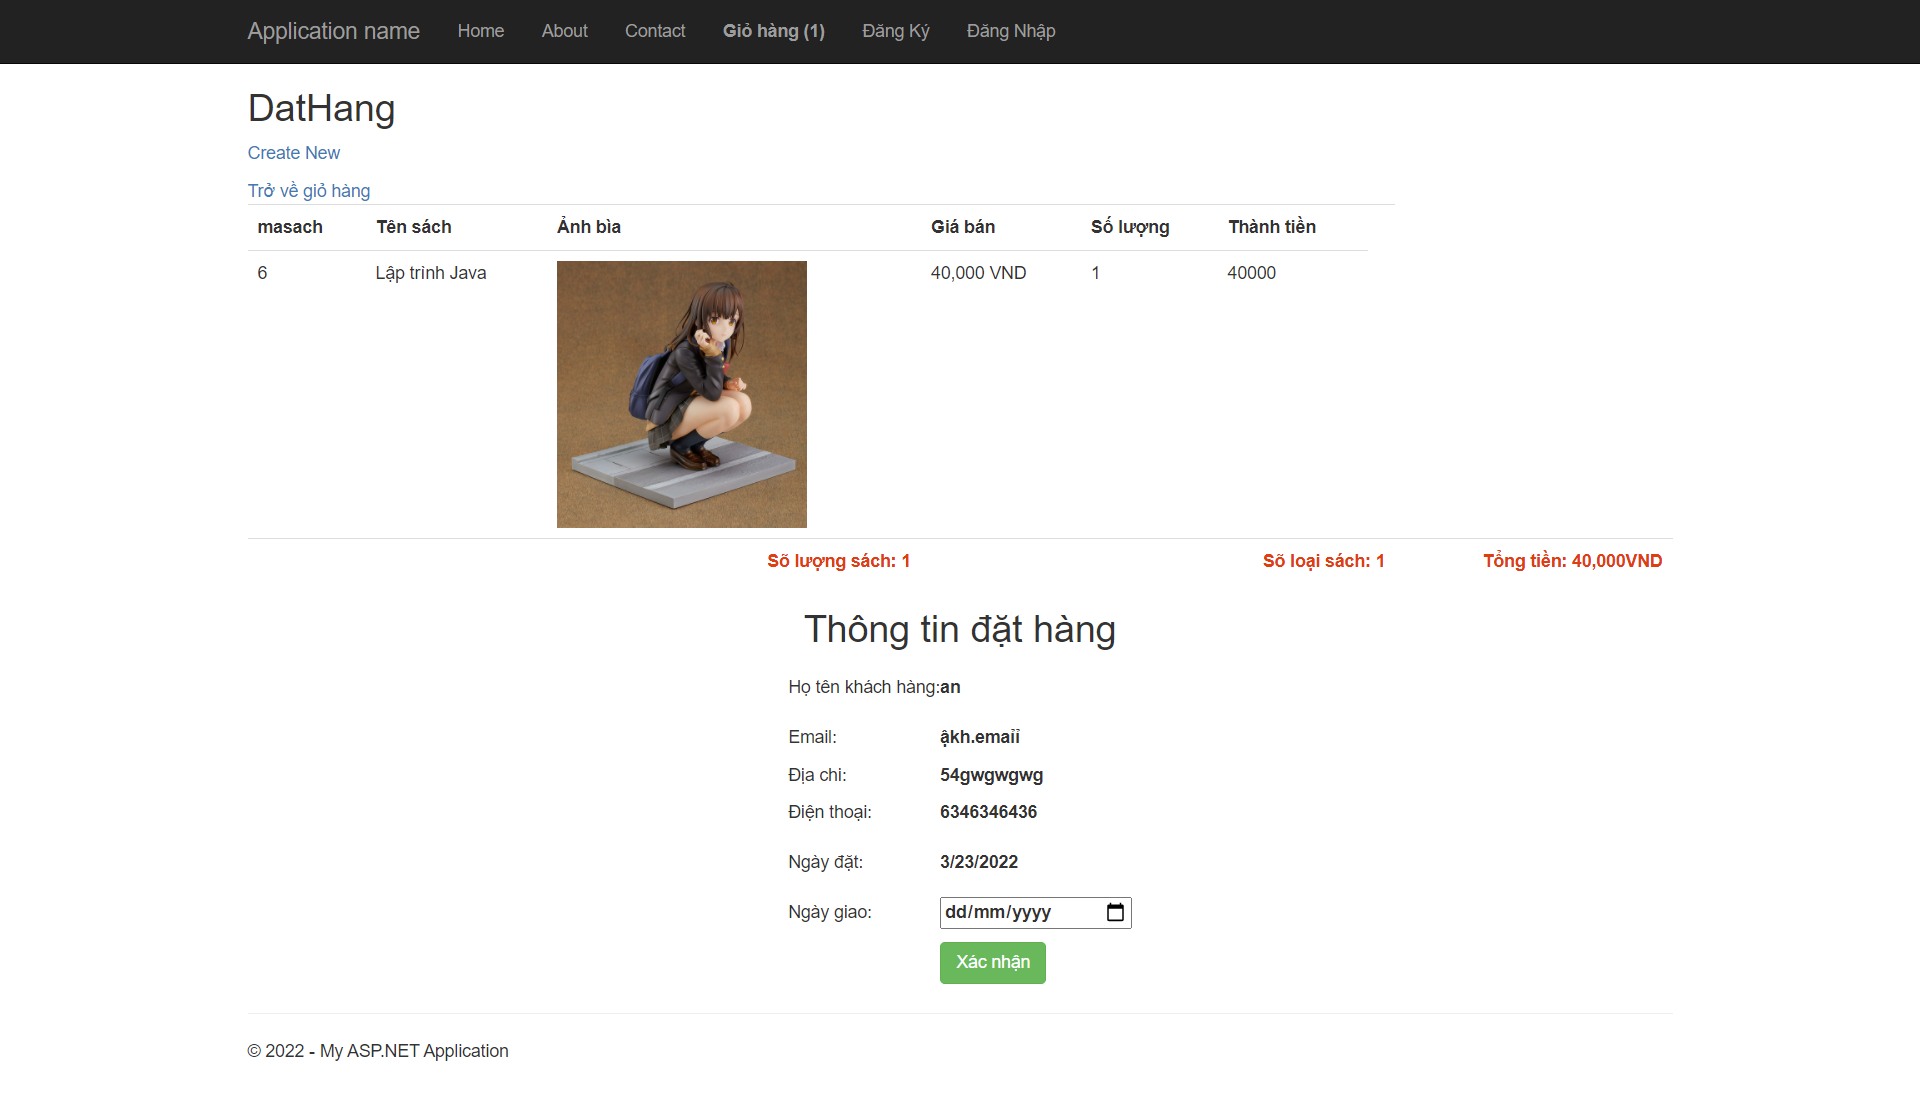 Application name Home About Contact Giỏ hàng (1) Đăng Ký Đăng Nhập
DatHang
Create New
Trở về giỏ hàng
masach Tên sách Ảnh bìa Giá bán Số lượng Thành tiền
6 Lập trình Java 40,000 VND 1 40000
Sõ lượng sách: 1 Sõ loại sách: 1 Tổng tiền: 40,000VND
Thông tin đặt hàng
Họ tên khách hàng:an
Email: ậkh.emaiỉ
Địa chi: 54gwgwgwg
Điện thoại: 6346346436
Ngày đặt: 3/23/2022
Ngày giao: dd/mm/yyyy
Xác nhận
© 2022 - My ASP.NET Application